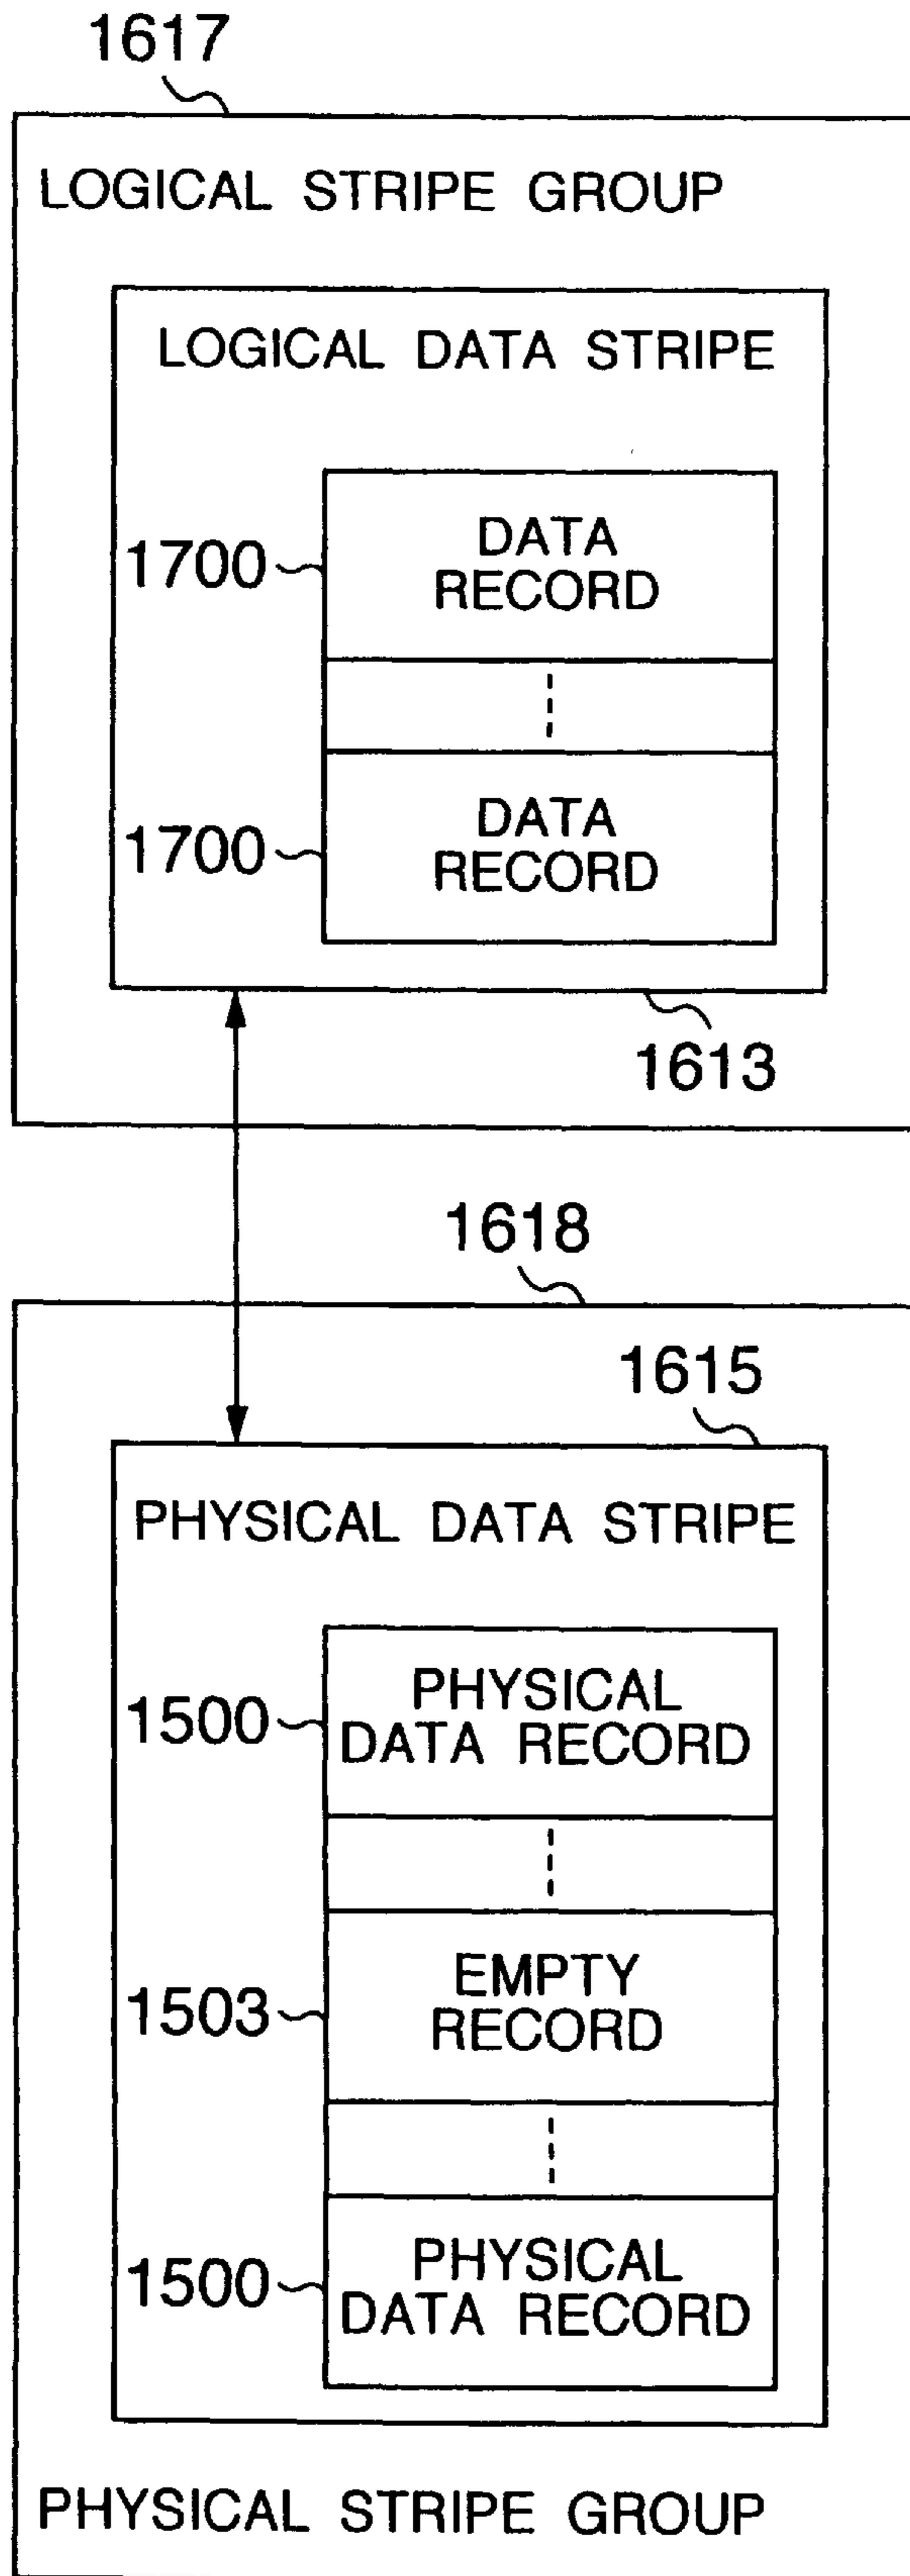 1617
LOGICAL STRIPE GROUP
LOGICAL DATA STRIPE
1700
DATA
RECORD
1700
DATA
RECORD
1613
1618
1615
PHYSICAL DATA STRIPE
1500
PHYSICAL
DATA RECORD
1503
EMPTY
RECORD
1500
PHYSICAL
DATA RECORD
PHYSICAL STRIPE GROUP